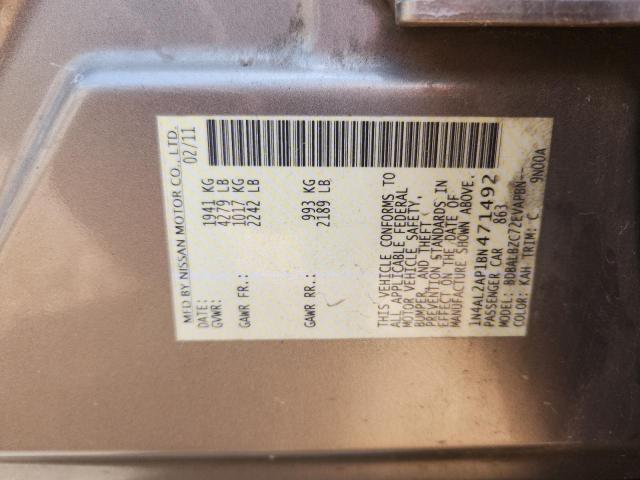 MFD BY NISSAN MOTOR CO., LTD.
DATE: 02/11
GVWR: 1941 KG
4279 LB
GAWR FR.: 1017 KG
2242 LB
GAWR RR.: 993 KG
2189 LB
THIS VEHICLE CONFORMS TO
ALL APPLICABLE FEDERAL
MOTOR VEHICLE SAFETY,
BUMPER, AND THEFT
PREVENTION STANDARDS IN
EFFECT ON THE DATE OF
MANUFACTURE SHOWN ABOVE.
1N4AL2AP1BN471492
PASSENGER CAR 863
MODEL: BDBALBZC72EVAPBN--
COLOR: KAH TRIM: C 9N00A